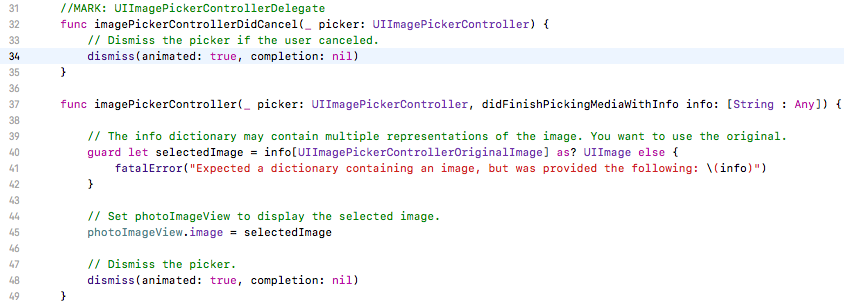 31 //MARK: UIImagePickerControllerDelegate
32 func imagePickerControllerDidCancel(_ picker: UIImagePickerController) {
33 // Dismiss the picker if the user canceled.
34 dismiss(animated: true, completion: nil)
35 }
36
37 func imagePickerController(_ picker: UIImagePickerController, didFinishPickingMediaWithInfo info: [String : Any]) {
38
39 // The info dictionary may contain multiple representations of the image. You want to use the original.
40 guard let selectedImage = info[UIImagePickerControllerOriginalImage] as? UIImage else {
41 fatalError("Expected a dictionary containing an image, but was provided the following: \(info)")
42 }
43
44 // Set photoImageView to display the selected image.
45 photoImageView.image = selectedImage
46
47 // Dismiss the picker.
48 dismiss(animated: true, completion: nil)
49 }